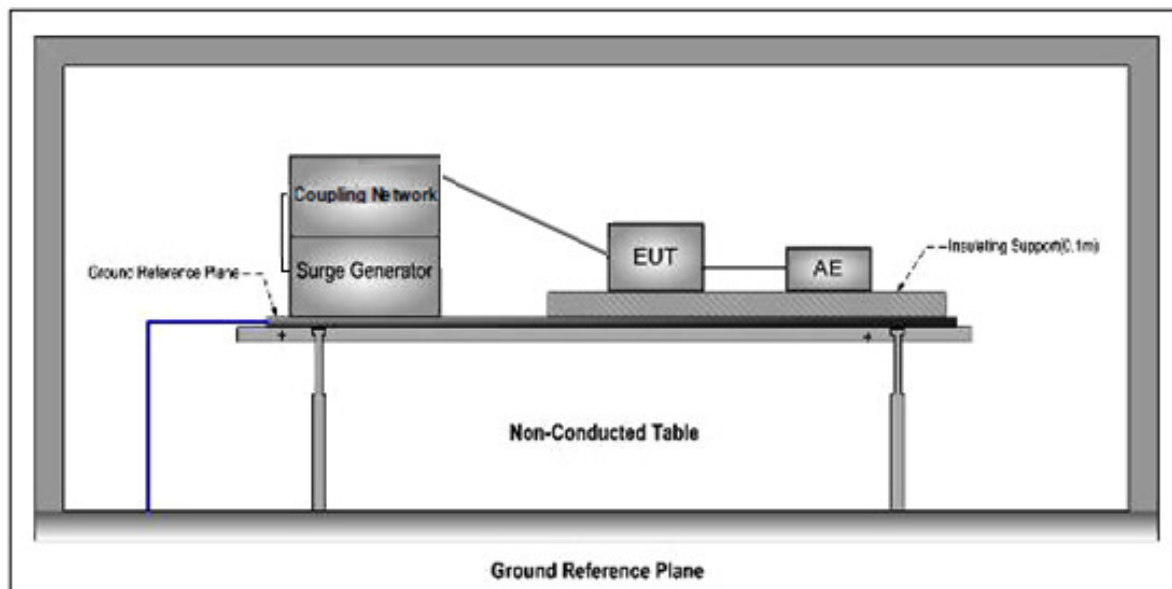 Coupling Network
Surge Generator
EUT
AE
Insulating Support(0.1m)
Ground Reference Plane
Non-Conducted Table
Ground Reference Plane